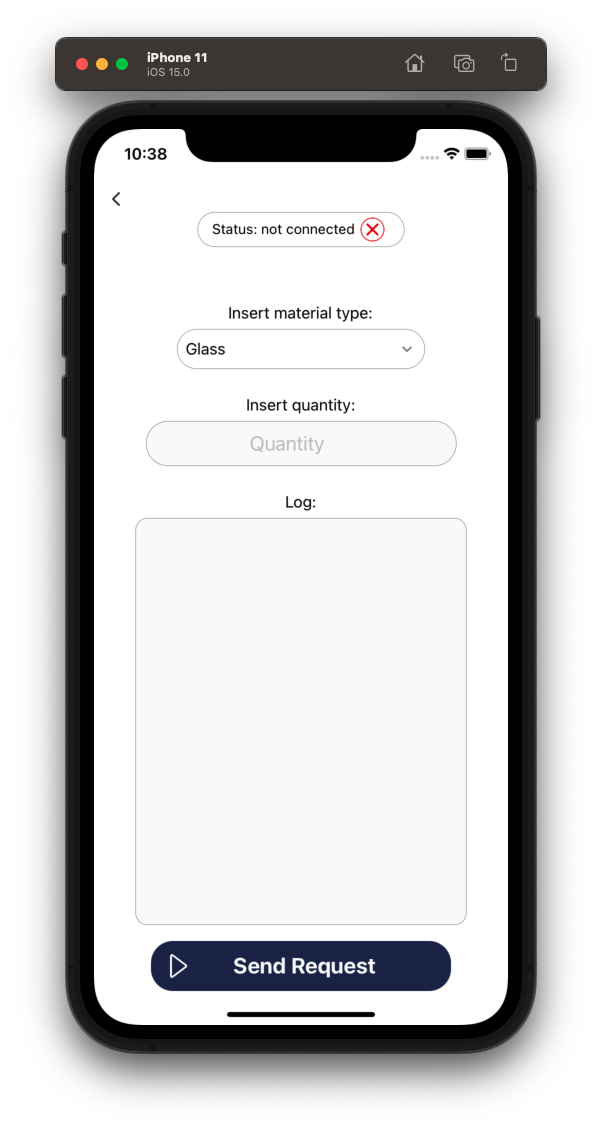 iPhone 11
iOS 15.0
10:38
Status: not connected
Insert material type:
Glass
Insert quantity:
Quantity
Log:
Send Request